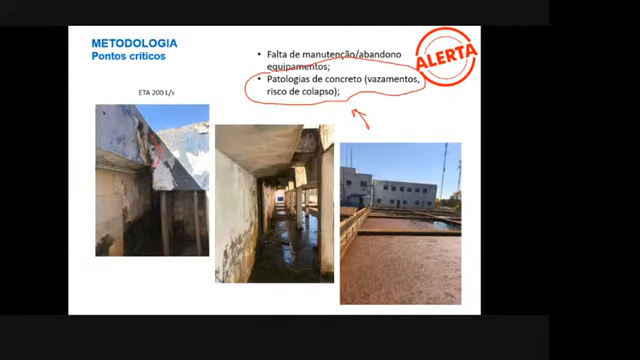 METODOLOGIA
Pontos críticos
ETA 200 L/s
• Falta de manutenção/abandono
equipamentos;
• Patologias de concreto (vazamentos,
risco de colapso);
ALERTA